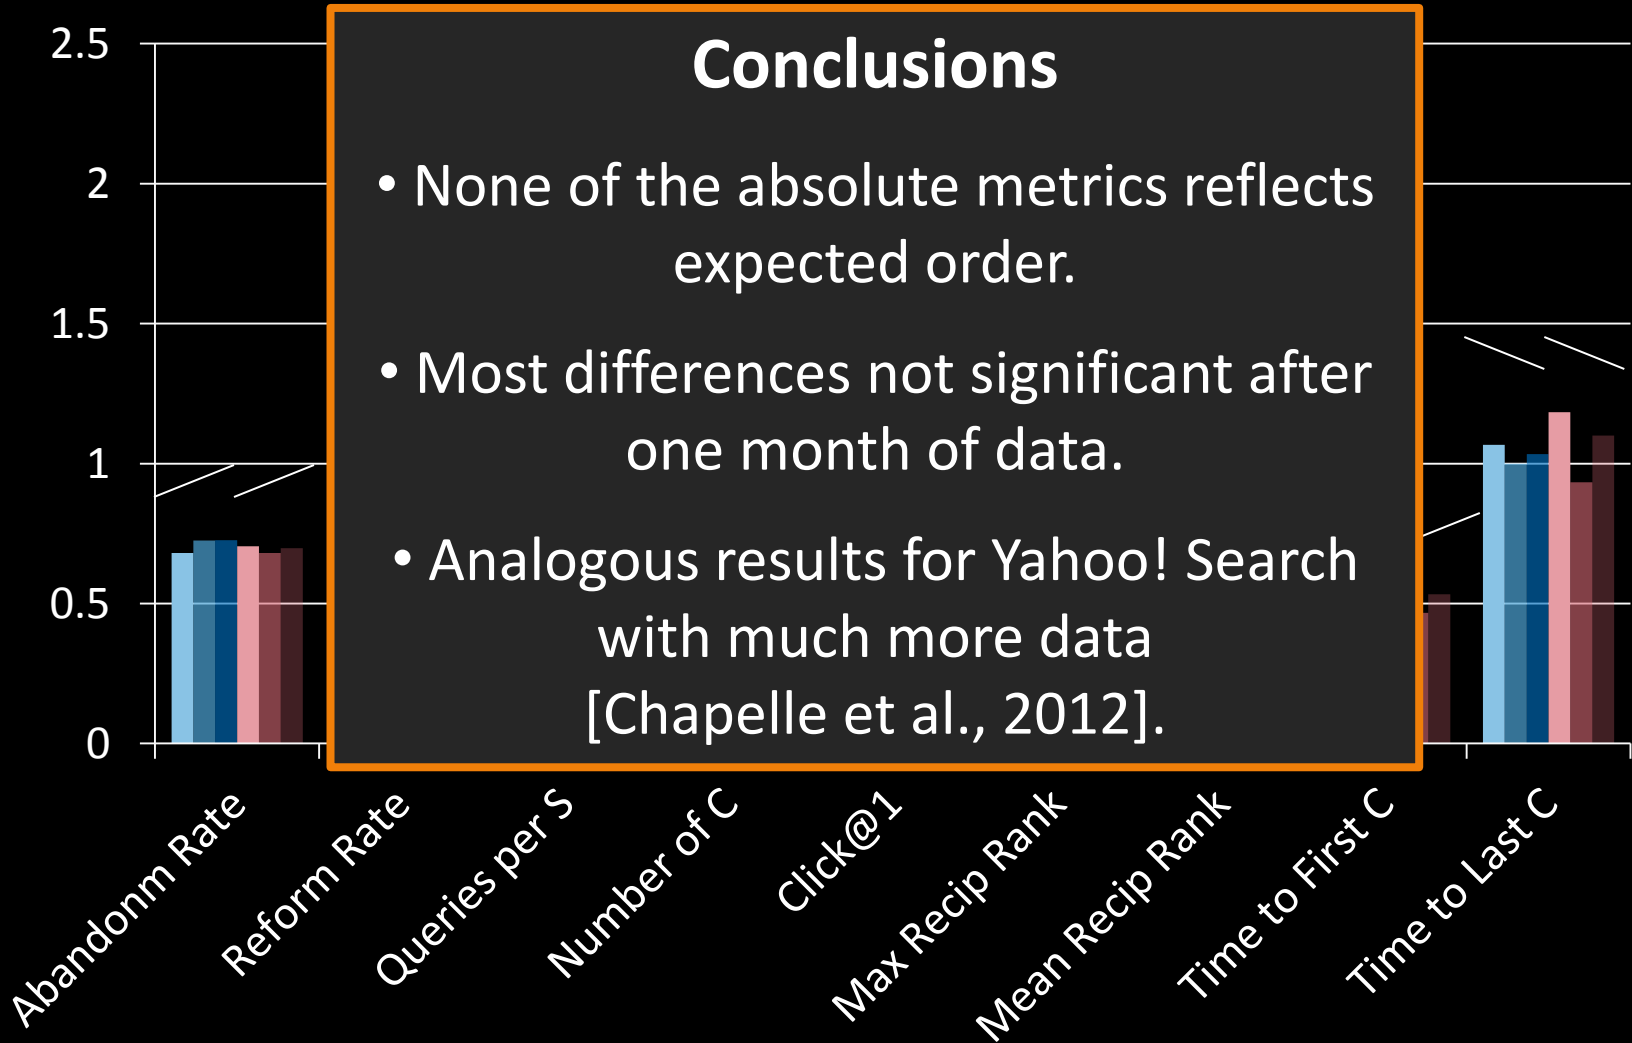 2.5
2
1.5
1
0.5
0
Conclusions
• None of the absolute metrics reflects
expected order.
• Most differences not significant after
one month of data.
• Analogous results for Yahoo! Search
with much more data
[Chapelle et al., 2012].
Abandonm Rate
Reform Rate
Queries per S
Number of C
Click@1
Max Recip Rank
Mean Recip Rank
Time to First C
Time to Last C